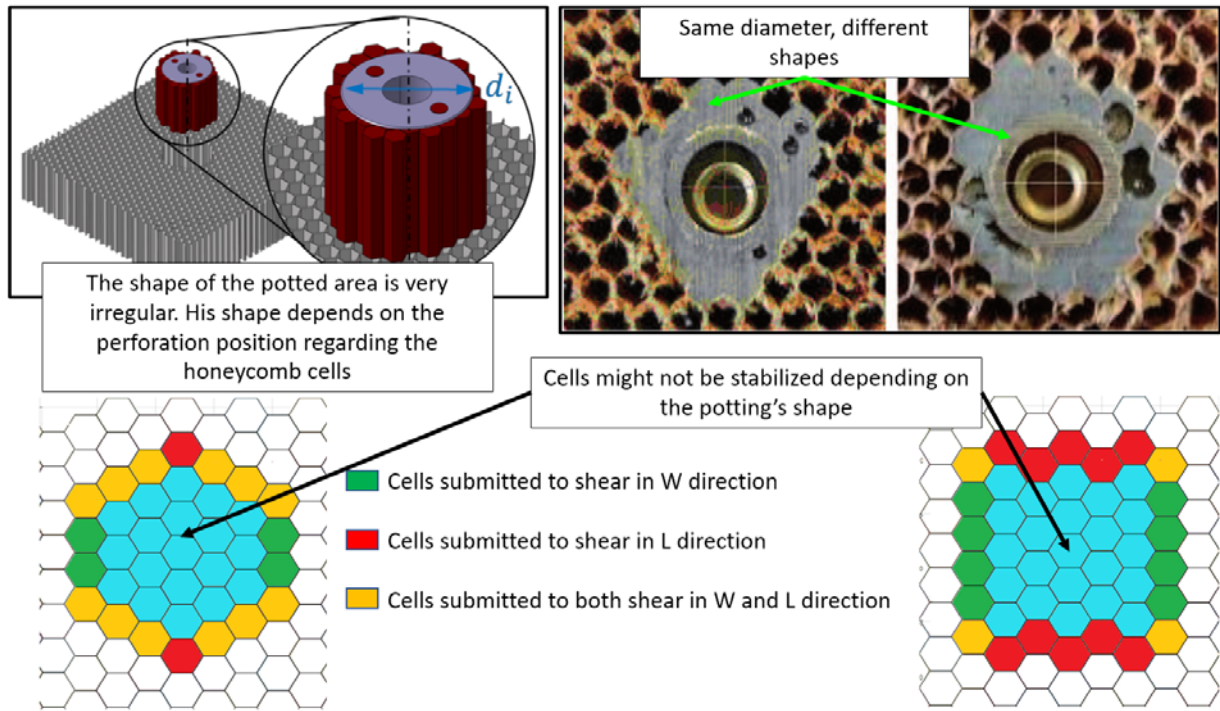 dᵢ
Same diameter, different
shapes
The shape of the potted area is very
irregular. His shape depends on the
perforation position regarding the
honeycomb cells
Cells might not be stabilized depending on
the potting’s shape
Cells submitted to shear in W direction
Cells submitted to shear in L direction
Cells submitted to both shear in W and L direction